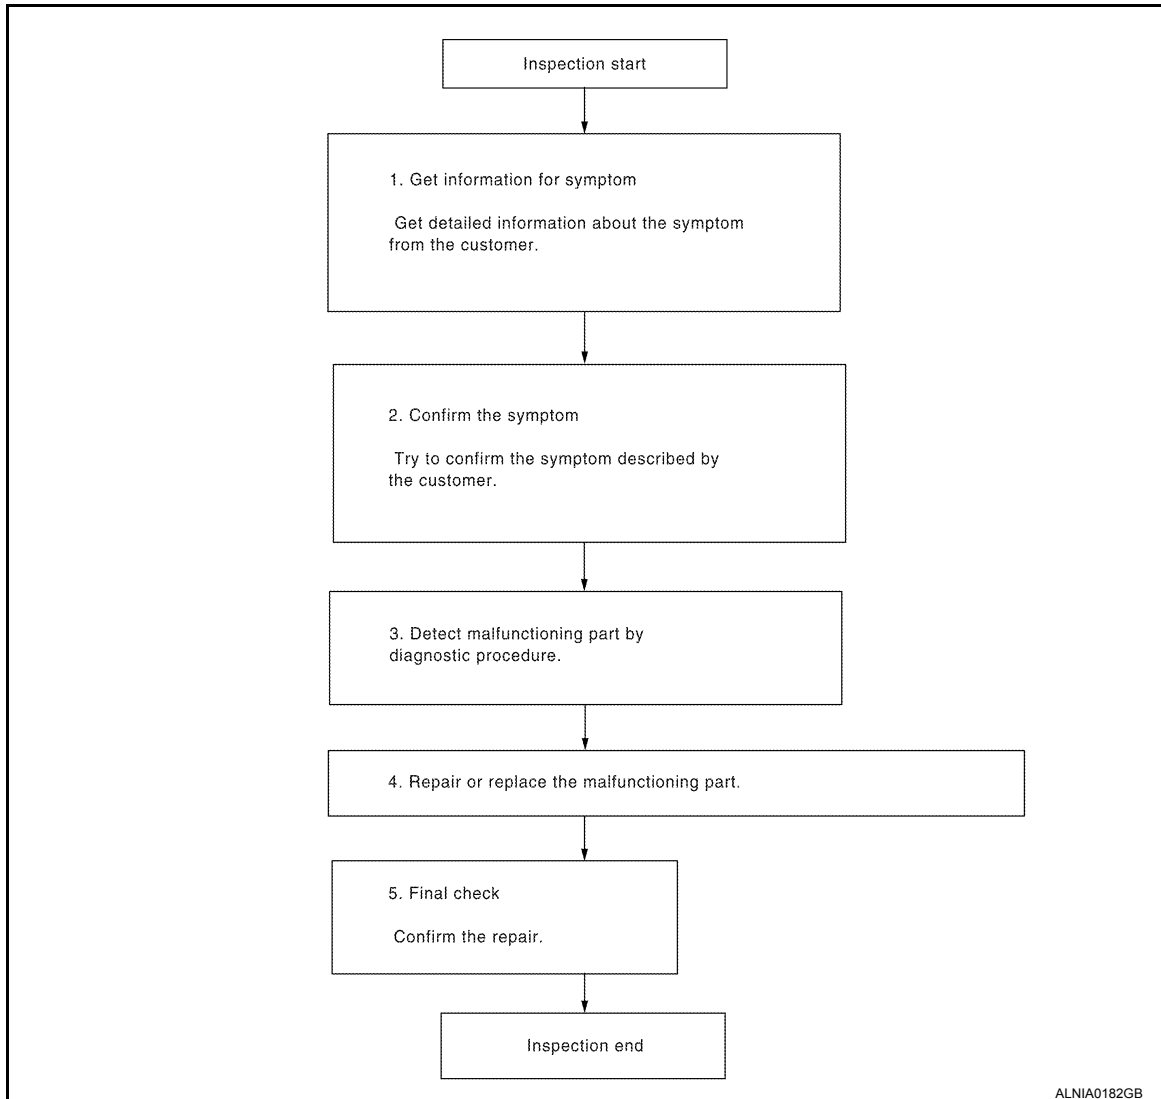 Inspection start
1. Get information for symptom
Get detailed information about the symptom
from the customer.
2. Confirm the symptom
Try to confirm the symptom described by
the customer.
3. Detect malfunctioning part by
diagnostic procedure.
4. Repair or replace the malfunctioning part.
5. Final check
Confirm the repair.
Inspection end
ALNIA0182GB